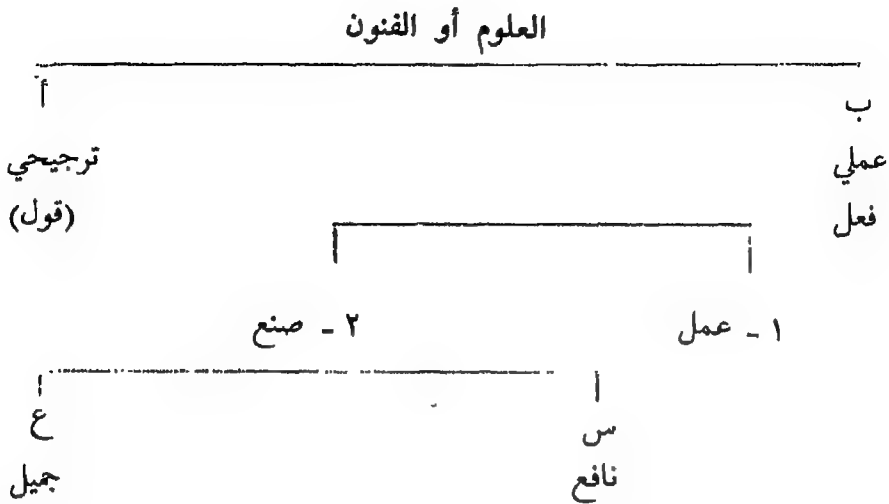 العلوم أو الفنون
ب أ
عملي ترجيحي
فعل (قول)
١ - عمل ٢ - صنع
س ع
نافع جميل